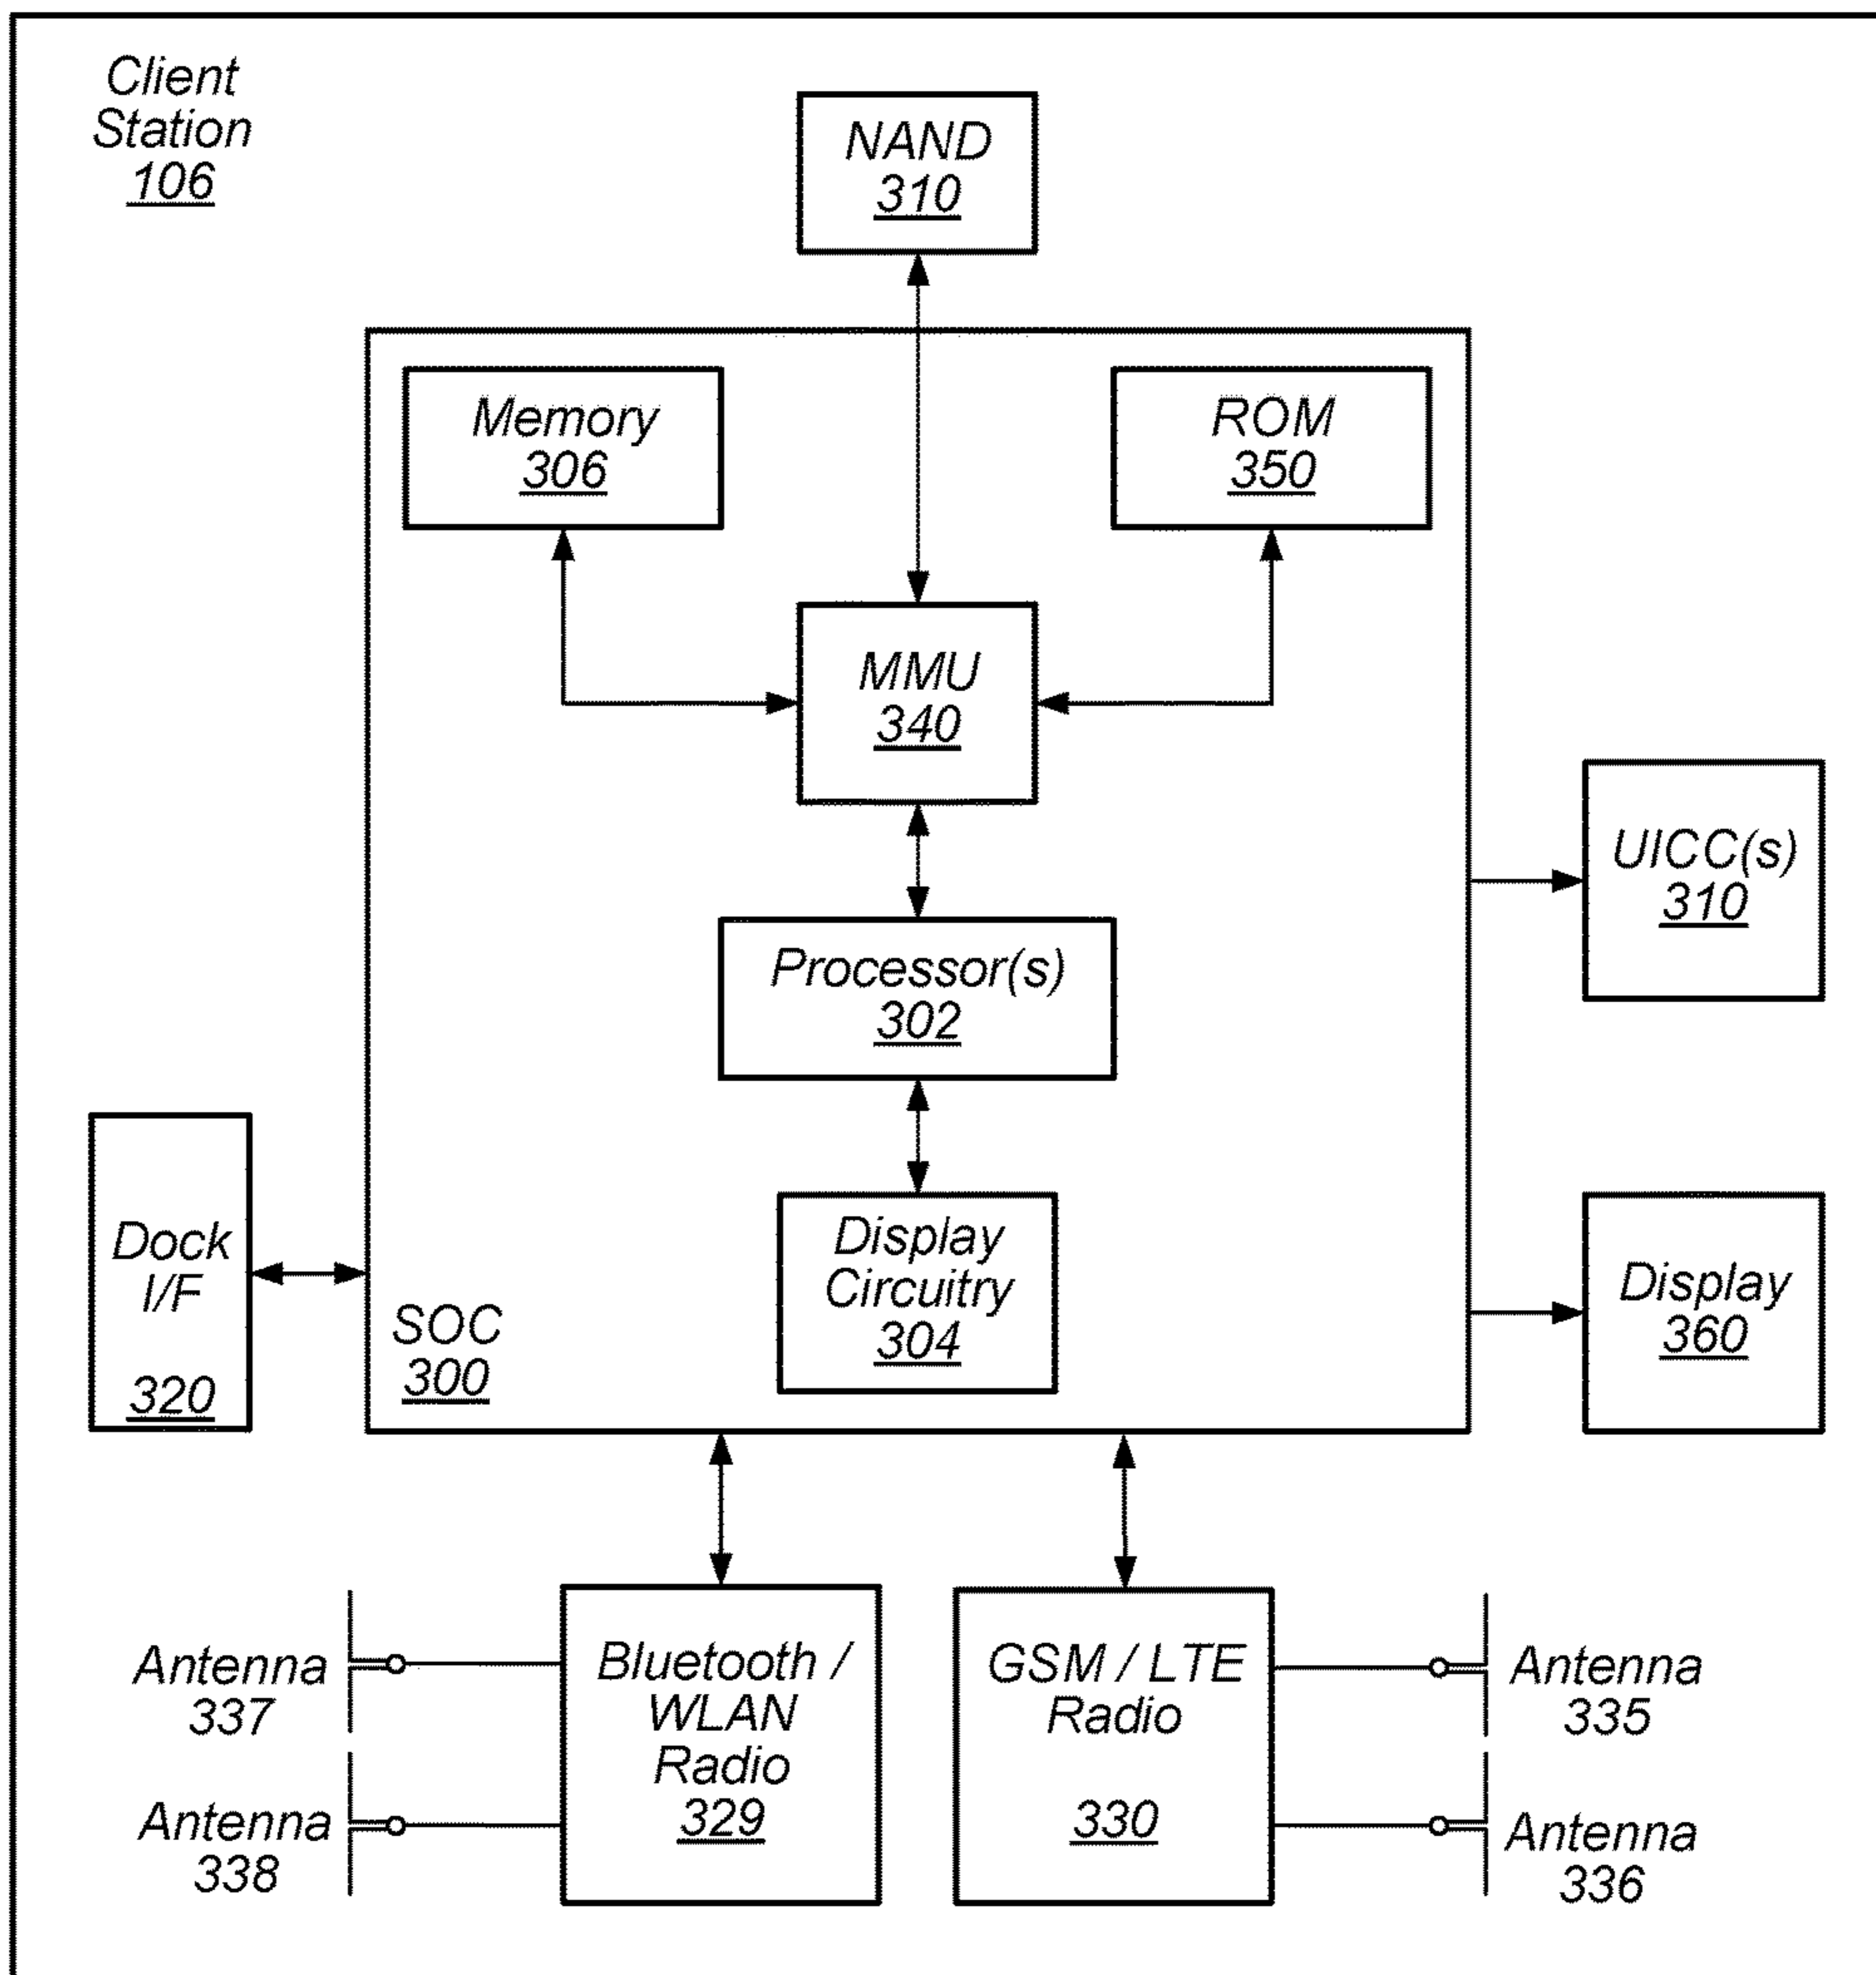 Client
Station
106
NAND
310
Memory
306
ROM
350
MMU
340
UICC(s)
310
Processor(s)
302
Display
Circuitry
304
Dock
I/F
320
SOC
300
Display
360
Antenna
337
Antenna
338
Bluetooth /
WLAN
Radio
329
GSM / LTE
Radio
330
Antenna
335
Antenna
336